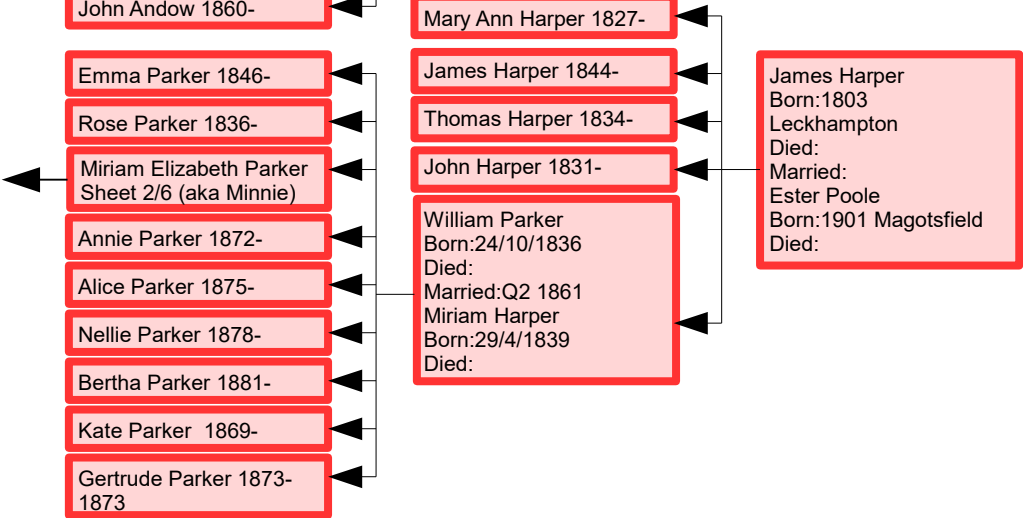 John Andow 1860-
Emma Parker 1846-
Rose Parker 1836-
Miriam Elizabeth Parker
Sheet 2/6 (aka Minnie)
Annie Parker 1872-
Alice Parker 1875-
Nellie Parker 1878-
Bertha Parker 1881-
Kate Parker  1869-
Gertrude Parker 1873-
1873
Mary Ann Harper 1827-
James Harper 1844-
Thomas Harper 1834-
John Harper 1831-
William Parker
Born:24/10/1836
Died:
Married:Q2 1861
Miriam Harper
Born:29/4/1839
Died:
James Harper
Born:1803
Leckhampton
Died:
Married:
Ester Poole
Born:1901 Magotsfield
Died: